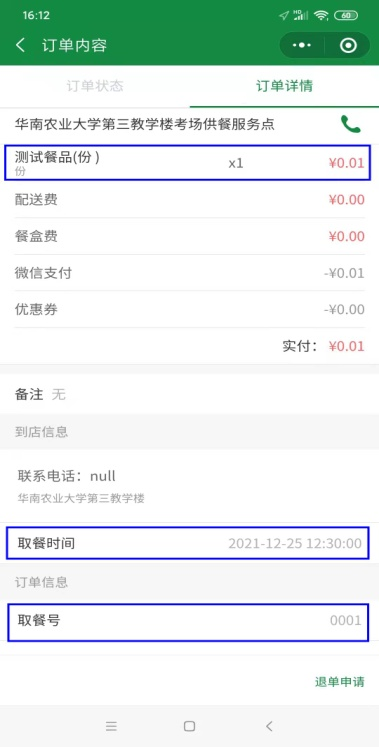 16:12
HD
60
订单内容
订单状态
订单详情
华南农业大学第三教学楼考场供餐服务点
测试餐品(份 ) x1 ¥0.01
份
配送费 ¥0.00
餐盒费 ¥0.00
微信支付 -¥0.01
优惠券 -¥0.00
实付： ¥0.01
备注 无
到店信息
联系电话：null
华南农业大学第三教学楼
取餐时间 2021-12-25 12:30:00
订单信息
取餐号 0001
退单申请